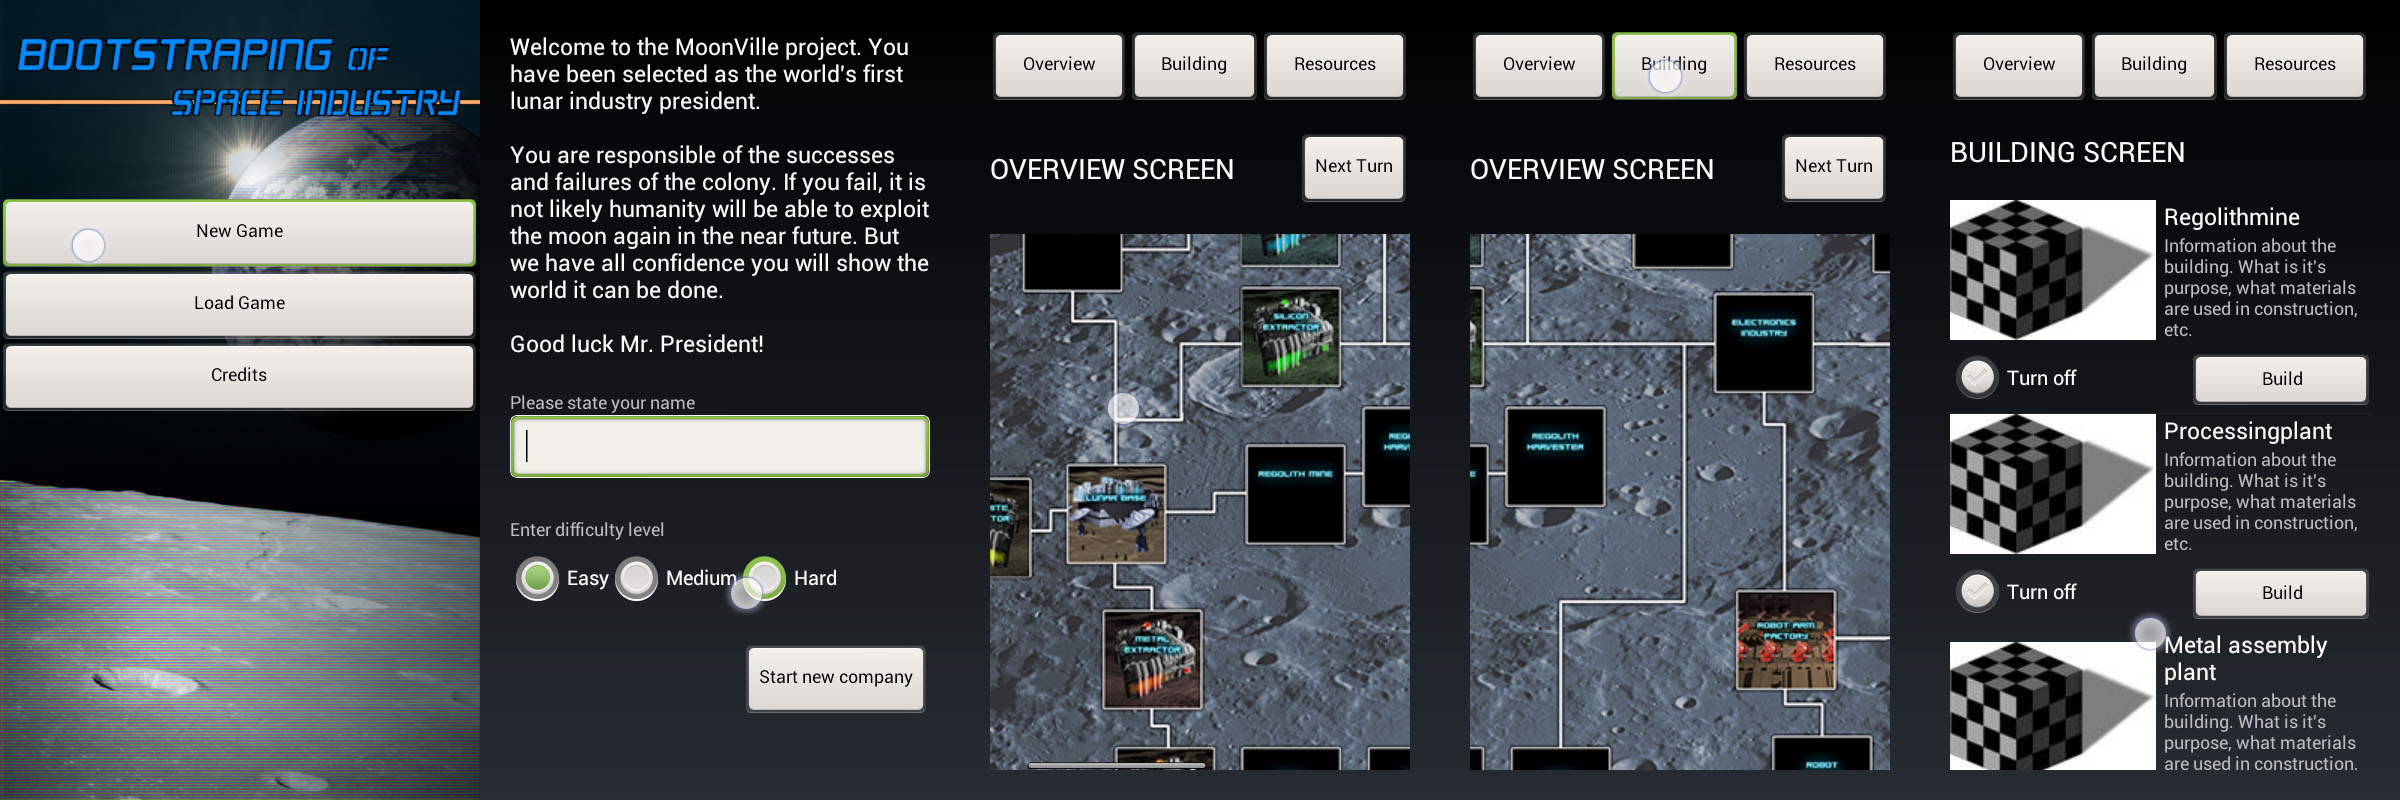 BOOTSTRAPING OF
SPACE INDUSTRY
New Game
Load Game
Credits
Welcome to the MoonVille project. You
have been selected as the world's first
lunar industry president.
You are responsible of the successes
and failures of the colony. If you fail, it is
not likely humanity will be able to exploit
the moon again in the near future. But
we have all confidence you will show the
world it can be done.
Good luck Mr. President!
Please state your name
Enter difficulty level
Easy
Medium
Hard
Start new company
Overview
Building
Resources
OVERVIEW SCREEN
Next Turn
SILICON
EXTRACTOR
REGOLITH MINE
LUNAR BASE
METAL
EXTRACTOR
Overview
Building
Resources
OVERVIEW SCREEN
Next Turn
ELECTRONICS
INDUSTRY
REGOLITH
HARVESTER
ROBOT ARM
FACTORY
ROBOT
Overview
Building
Resources
BUILDING SCREEN
Regolithmine
Information about the
building. What is it's
purpose, what materials
are used in construction,
etc.
Turn off
Build
Processingplant
Information about the
building. What is it's
purpose, what materials
are used in construction,
etc.
Turn off
Build
Metal assembly
plant
Information about the
building. What is it's
purpose, what materials
are used in construction.